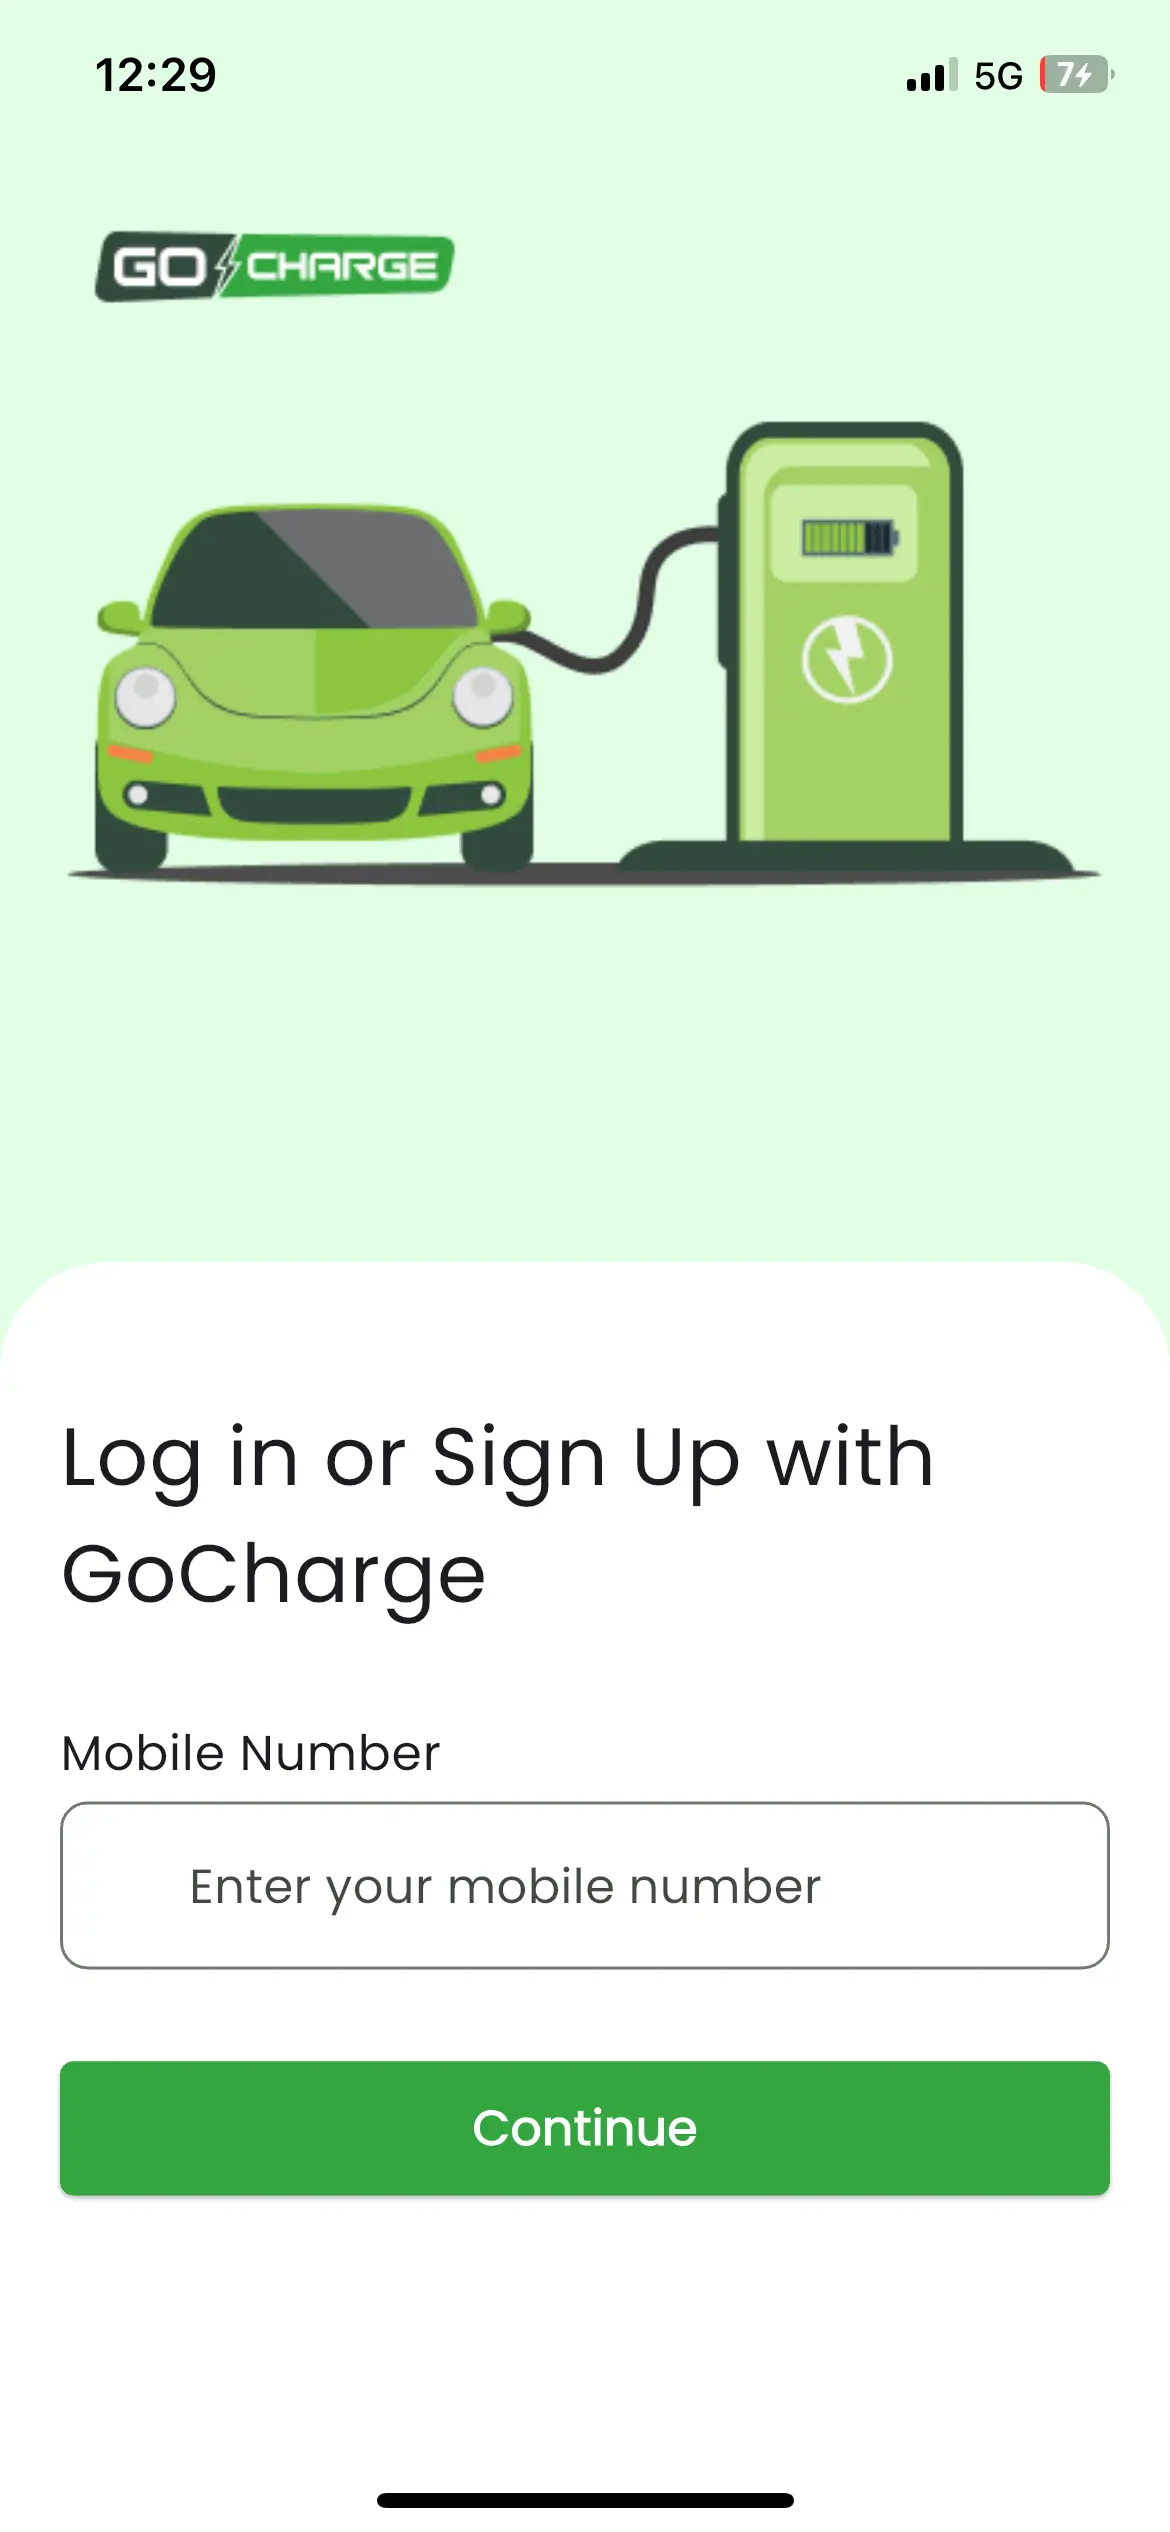 12:29
5G 7
GO CHARGE
Log in or Sign Up with
GoCharge
Mobile Number
Enter your mobile number
Continue